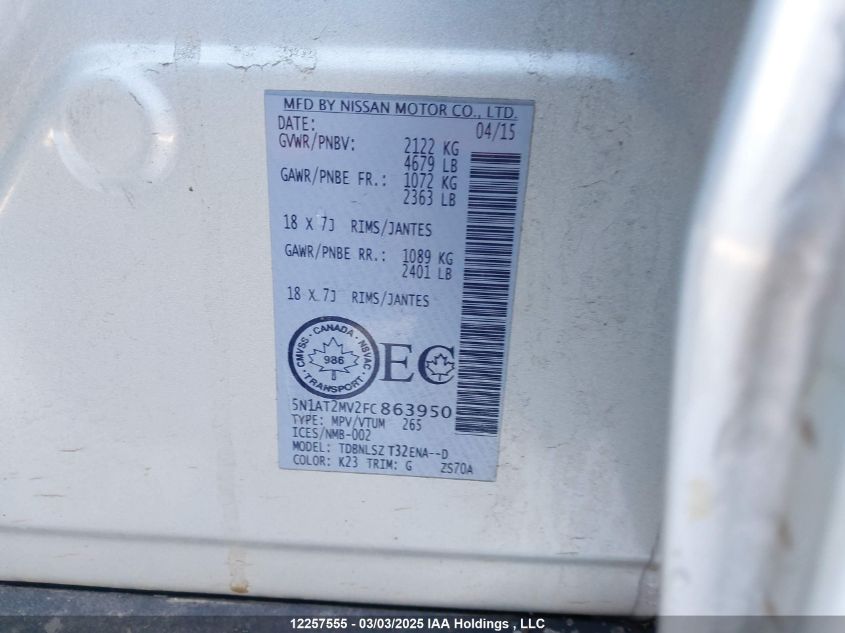 MFD BY NISSAN MOTOR CO., LTD.
DATE: 04/15
GVWR/PNBV: 2122 KG
4679 LB
GAWR/PNBE FR.: 1072 KG
2363 LB
18 X 7J RIMS/JANTES
GAWR/PNBE RR.: 1089 KG
2401 LB
18 X 7J RIMS/JANTES
CMVSS · CANADA · NSVAC
986
TRANSPORT
EC
5N1AT2MV2FC863950
TYPE: MPV/VTUM 265
ICES/NMB-002
MODEL: TDBNLSZ T32ENA--D
COLOR: K23 TRIM: G ZS70A
12257555 - 03/03/2025 IAA Holdings , LLC